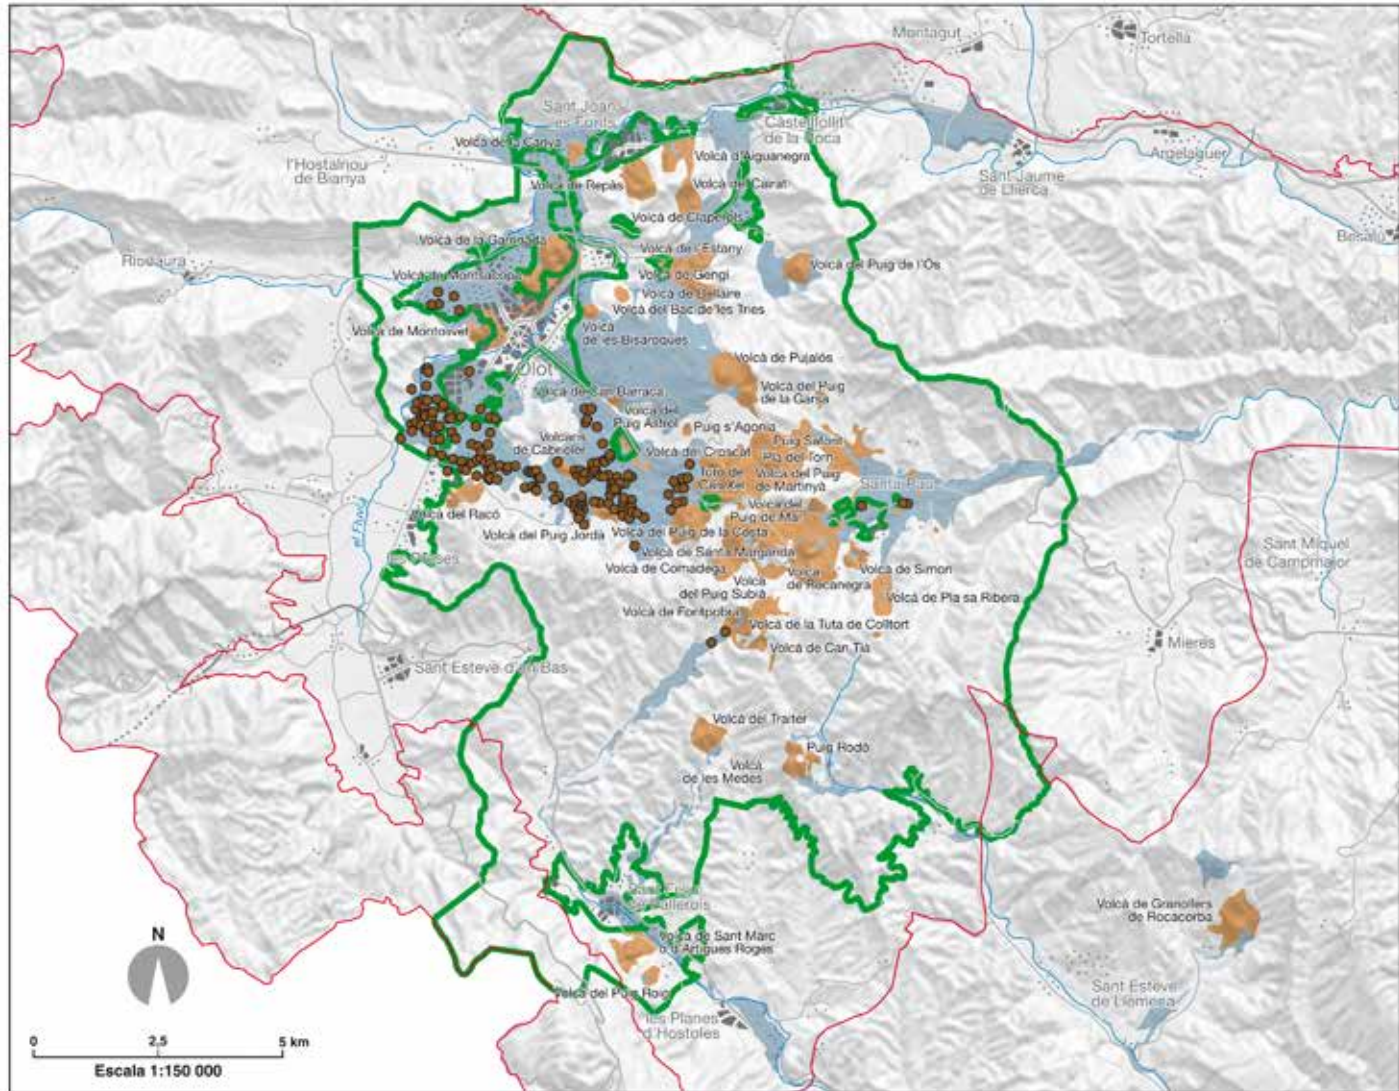 Montagut
Tortellà
Sant Joan
les Fonts
Castellfollit
de la Roca
Volcà de la Canya
l'Hostalnou
de Bianya
Volcà d'Aiguanegra
Argelaguer
Sant Jaume
de Llierca
Volcà de Repàs
Volcà del Cairat
Volcà de Claperols
Besalú
Volcà de la Garrinada
Volcà de l'Estany
Riudaura
Volcà de Montsacopa
Volcà de Gengí
Volcà del Puig de l'Os
Volcà de Bellaire
Volcà del Bac de les Tries
Volcà de Montolivet
Volcà
de les Bisaroques
Olot
Volcà de Pujalós
Volcà de Can Barraca
Volcà del Puig
de la Garsa
Volcà del
Puig Astrol
Puig s'Agonia
Volcans
de Cabrioler
Puig Safont
Volcà del Croscat
Pla del Torn
Turó de
Can Xel
Volcà del Puig
de Martinyà
Santa Pau
Volcà del Racó
Volcà del
Puig de Mar
Volcà del Puig Jordà
Volcà del Puig de la Costa
Volcà de Santa Margarida
les Preses
Volcà de Comadega
Volcà
de Rocanegra
Volcà de Simon
Sant Miquel
de Campmajor
Volcà
del Puig Subià
Volcà de Pla sa Ribera
Volcà de Fontpobra
Volcà de la Tuta de Colltort
Mieres
Volcà de Can Tià
Sant Esteve d'en Bas
el Fluvià
Volcà del Traiter
Puig Rodó
Volcà
de les Medes
Sant Feliu
de Pallerols
Volcà de Granollers
de Rocacorba
Volcà de Sant Marc
o d'Artigues Roges
Volcà del Puig Roig
Sant Esteve
de Llémena
les Planes
d'Hostoles
N
0 2,5 5 km
Escala 1:150 000